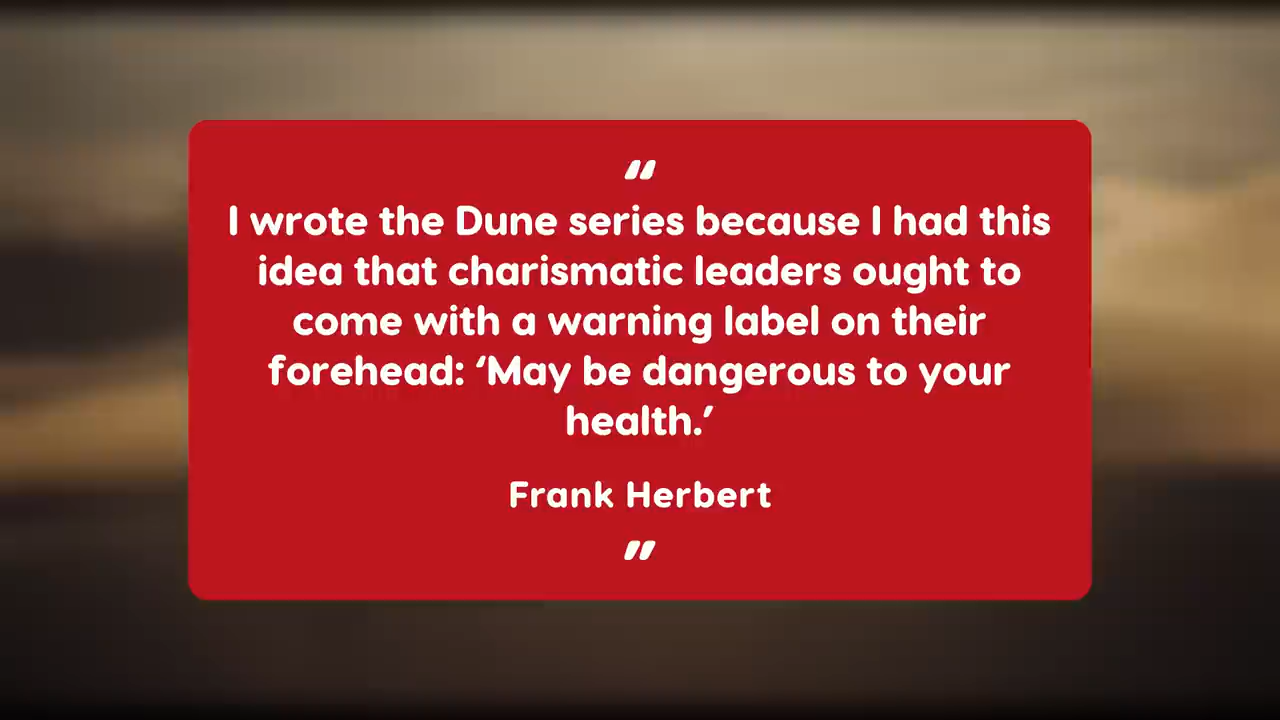 "
I wrote the Dune series because I had this
idea that charismatic leaders ought to
come with a warning label on their
forehead: ‘May be dangerous to your
health.’
Frank Herbert
"